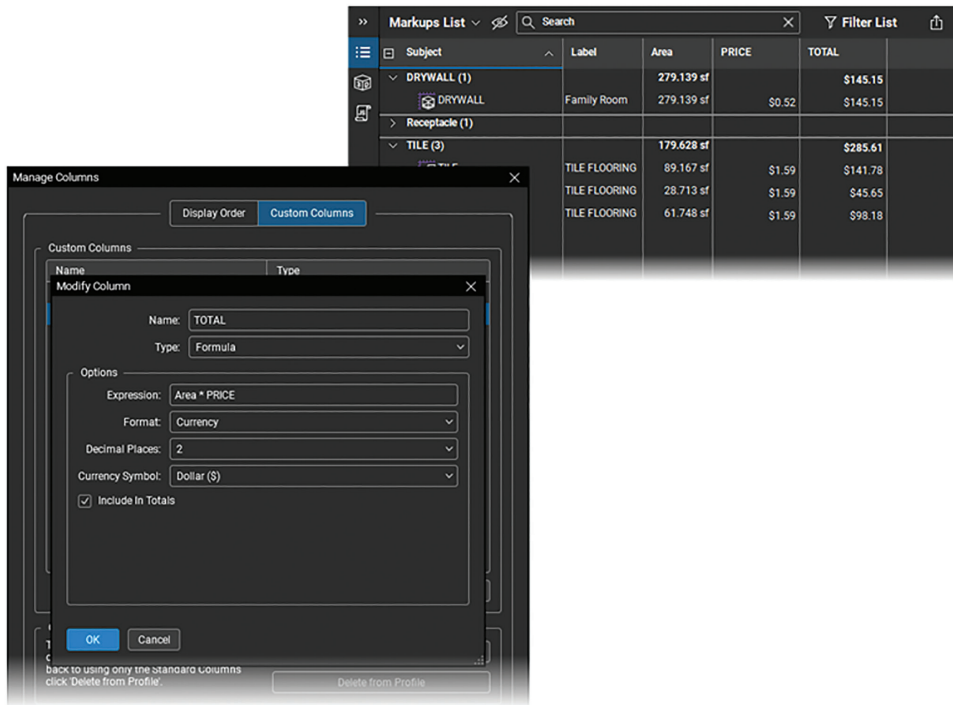 Markups List Search Filter List
Subject Label Area PRICE TOTAL
DRYWALL (1) 279.139 sf $145.15
DRYWALL Family Room 279.139 sf $0.52 $145.15
Receptacle (1)
TILE (3) 179.628 sf $285.61
TILE TILE FLOORING 89.167 sf $1.59 $141.78
TILE FLOORING 28.713 sf $1.59 $45.65
TILE FLOORING 61.748 sf $1.59 $98.18
Manage Columns
Display Order Custom Columns
Custom Columns
Name Type
Modify Column
Name: TOTAL
Type: Formula
Options
Expression: Area * PRICE
Format: Currency
Decimal Places: 2
Currency Symbol: Dollar ($)
Include In Totals
OK Cancel
back to using only the Standard Columns
click 'Delete from Profile'.
Delete from Profile